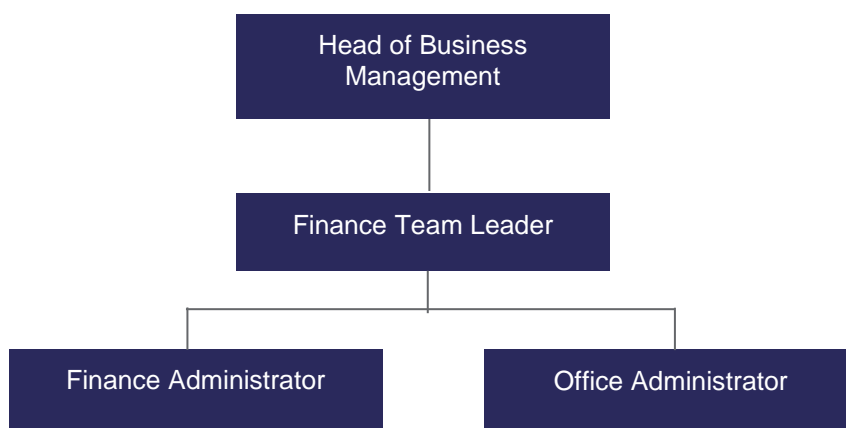 Head of Business
Management
Finance Team Leader
Finance Administrator
Office Administrator